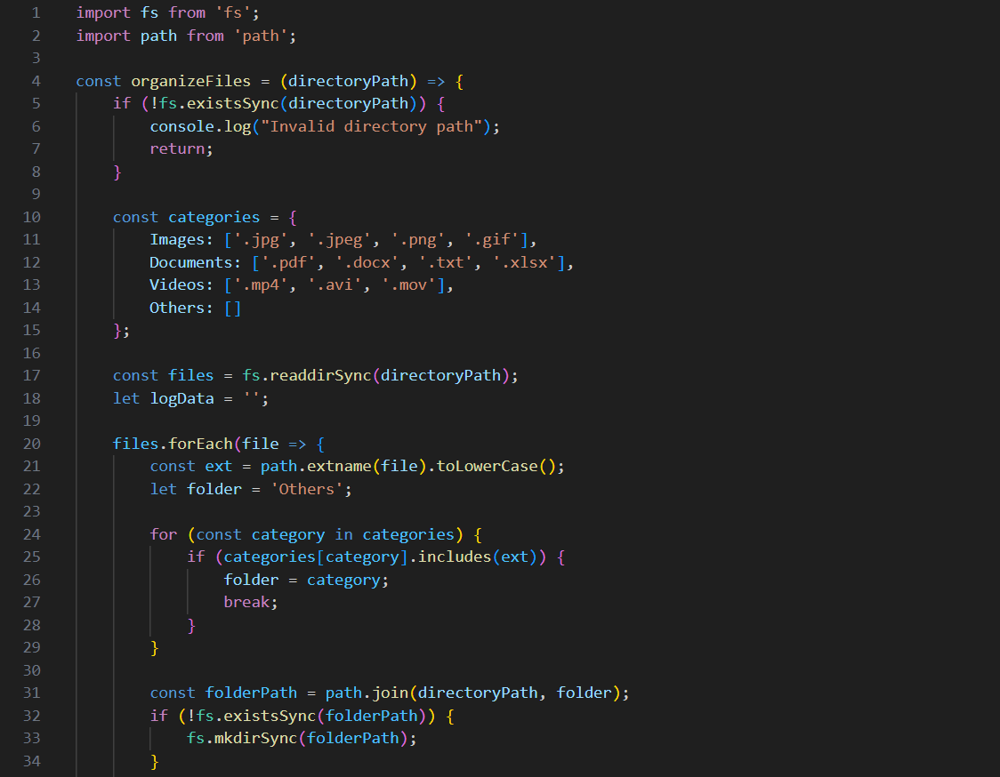 1 import fs from 'fs';
2 import path from 'path';
3
4 const organizeFiles = (directoryPath) => {
5     if (!fs.existsSync(directoryPath)) {
6         console.log("Invalid directory path");
7         return;
8     }
9
10     const categories = {
11         Images: ['.jpg', '.jpeg', '.png', '.gif'],
12         Documents: ['.pdf', '.docx', '.txt', '.xlsx'],
13         Videos: ['.mp4', '.avi', '.mov'],
14         Others: []
15     };
16
17     const files = fs.readdirSync(directoryPath);
18     let logData = '';
19
20     files.forEach(file => {
21         const ext = path.extname(file).toLowerCase();
22         let folder = 'Others';
23
24         for (const category in categories) {
25             if (categories[category].includes(ext)) {
26                 folder = category;
27                 break;
28             }
29         }
30
31         const folderPath = path.join(directoryPath, folder);
32         if (!fs.existsSync(folderPath)) {
33             fs.mkdirSync(folderPath);
34         }